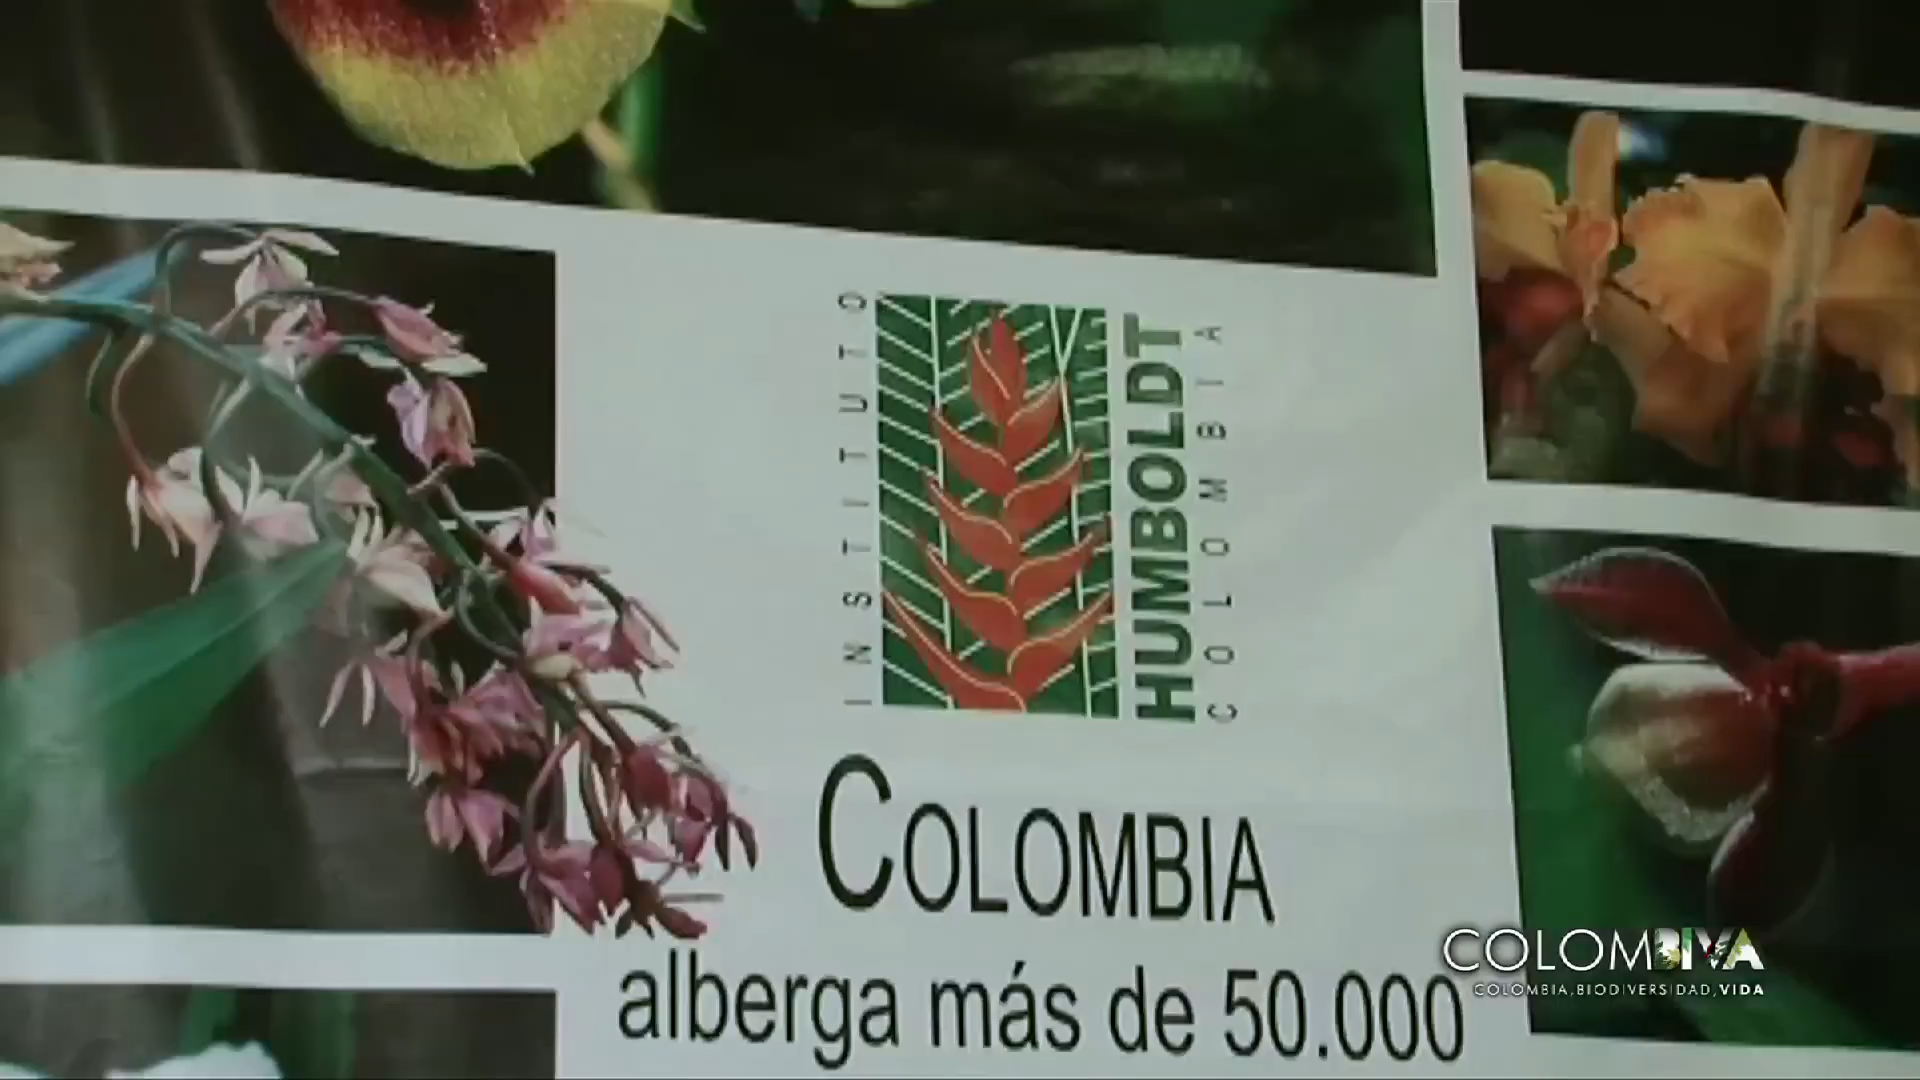 INSTITUTO
HUMBOLDT
COLOMBIA
COLOMBIA
alberga más de 50.000
COLOMBIVA
COLOMBIA,BIODIVERSIDAD,VIDA